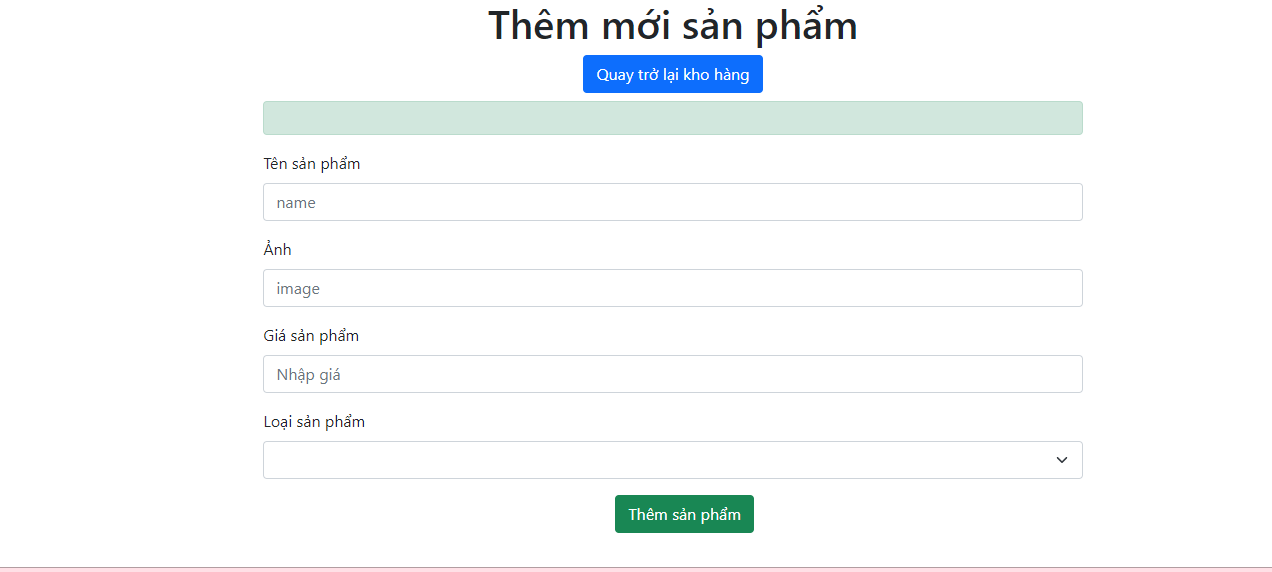 Thêm mới sản phẩm
Quay trở lại kho hàng
Tên sản phẩm
name
Ảnh
image
Giá sản phẩm
Nhập giá
Loại sản phẩm
Thêm sản phẩm